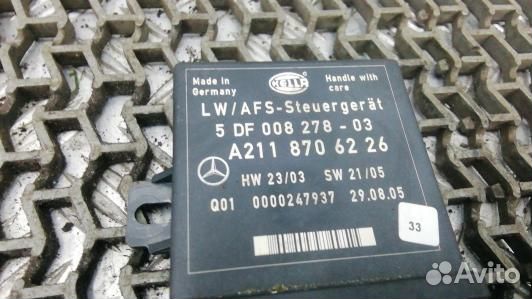 Made in
Germany
HELLA
Handle with
care
LW/AFS-Steuergerät
5 DF 008 278 - 03
A211 870 62 26
HW 23/03 SW 21/05
Q01 0000247937 29.08.05
33
Avito